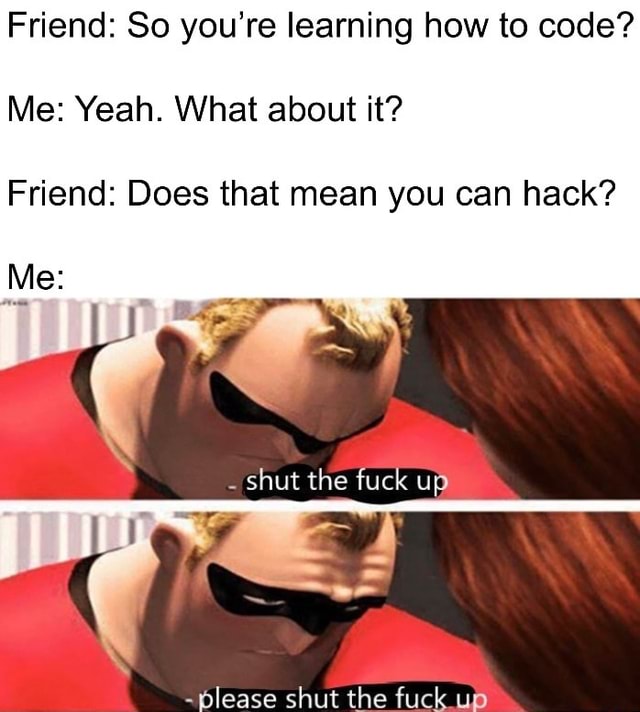 Friend: So you’re learning how to code?
Me: Yeah. What about it?
Friend: Does that mean you can hack?
Me:
- shut the fuck up
- please shut the fuck up